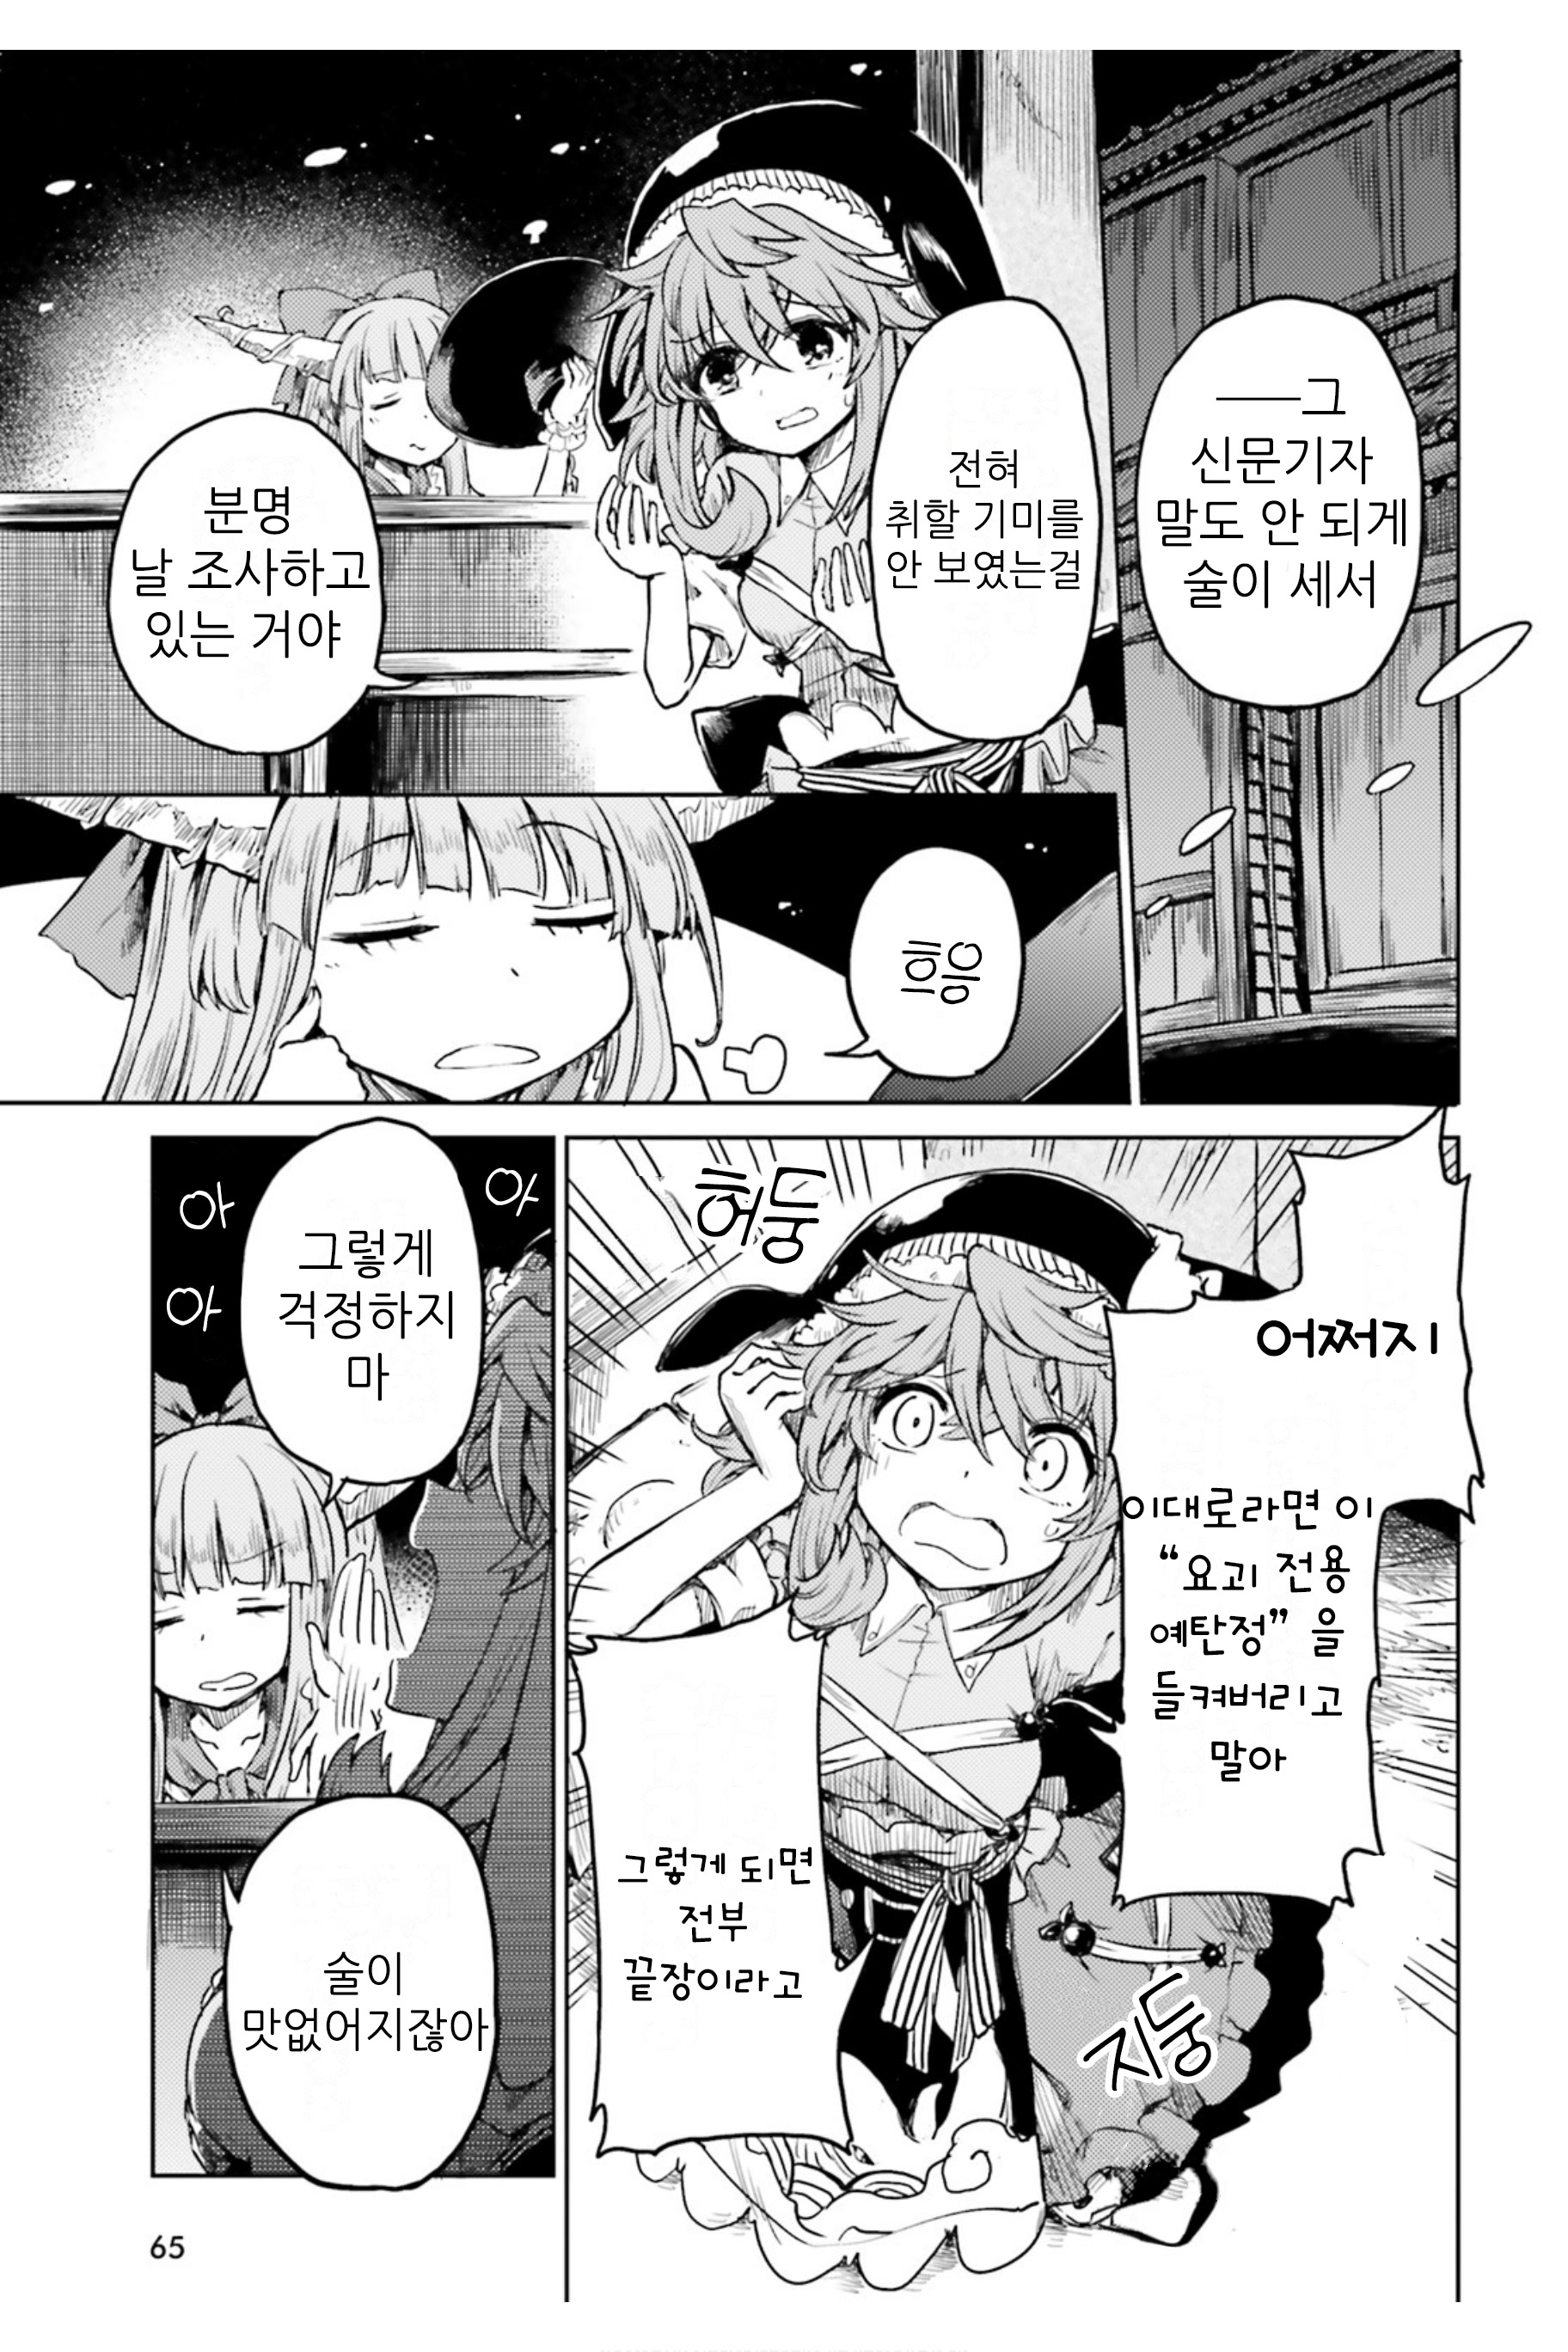 ──그
신문기자
말도 안 되게
술이 세서
전혀
취할 기미를
안 보였는걸
분명
날 조사하고
있는 거야
흐응
어쩌지
이대로라면 이
“요괴 전용
예탄정” 을
들켜버리고
말아
허둥
그렇게 되면
전부
끝장이라고
지둥
그렇게
걱정하지
마
아
아
아
술이
맛없어지잖아
65